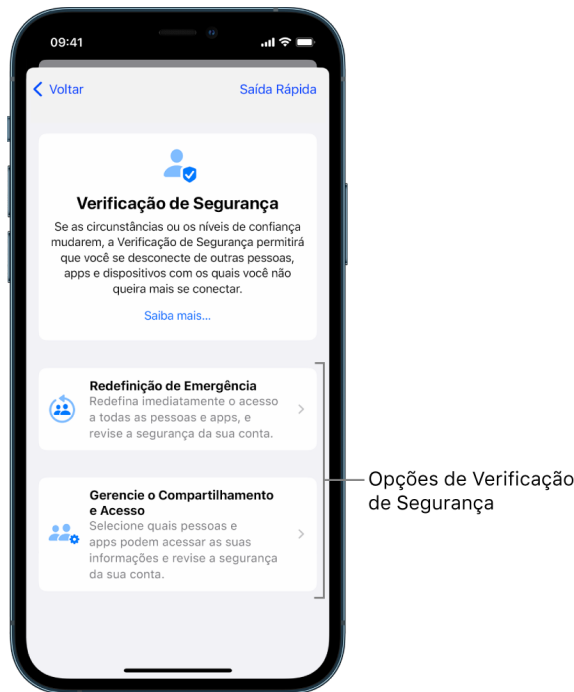 09:41
Voltar
Saída Rápida
Verificação de Segurança
Se as circunstâncias ou os níveis de confiança
mudarem, a Verificação de Segurança permitirá
que você se desconecte de outras pessoas,
apps e dispositivos com os quais você não
queira mais se conectar.
Saiba mais...
Redefinição de Emergência
Redefina imediatamente o acesso
a todas as pessoas e apps, e
revise a segurança da sua conta.
Gerencie o Compartilhamento
e Acesso
Selecione quais pessoas e
apps podem acessar as suas
informações e revise a segurança
da sua conta.
Opções de Verificação
de Segurança